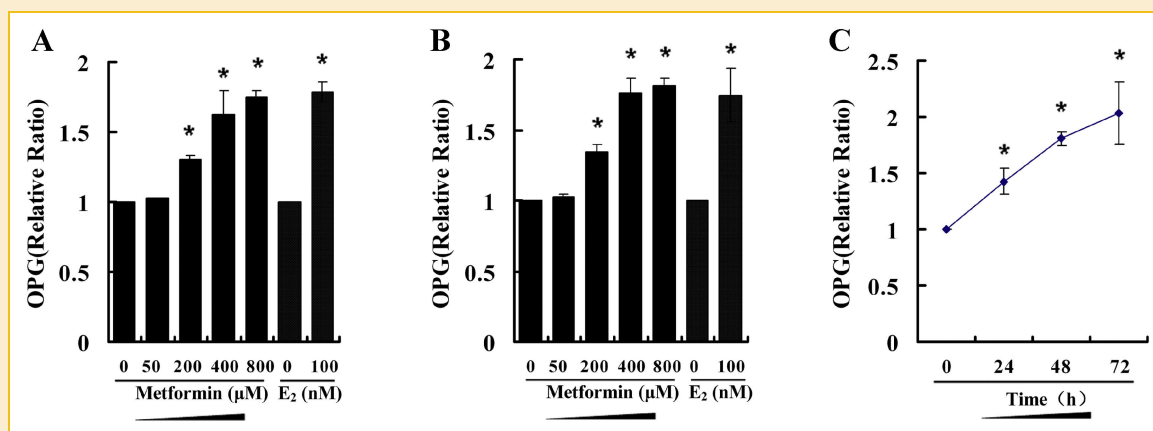 A
OPG(Relative Ratio)
2
1.5
1
0.5
0
* * * *
0 50 200 400 800 0 100
Metformin (μM) E₂ (nM)
B
OPG(Relative Ratio)
2
1.5
1
0.5
0
* * * *
0 50 200 400 800 0 100
Metformin (μM) E₂ (nM)
C
OPG(Relative Ratio)
2.5
2
1.5
1
0.5
0
* * *
0 24 48 72
Time (h)